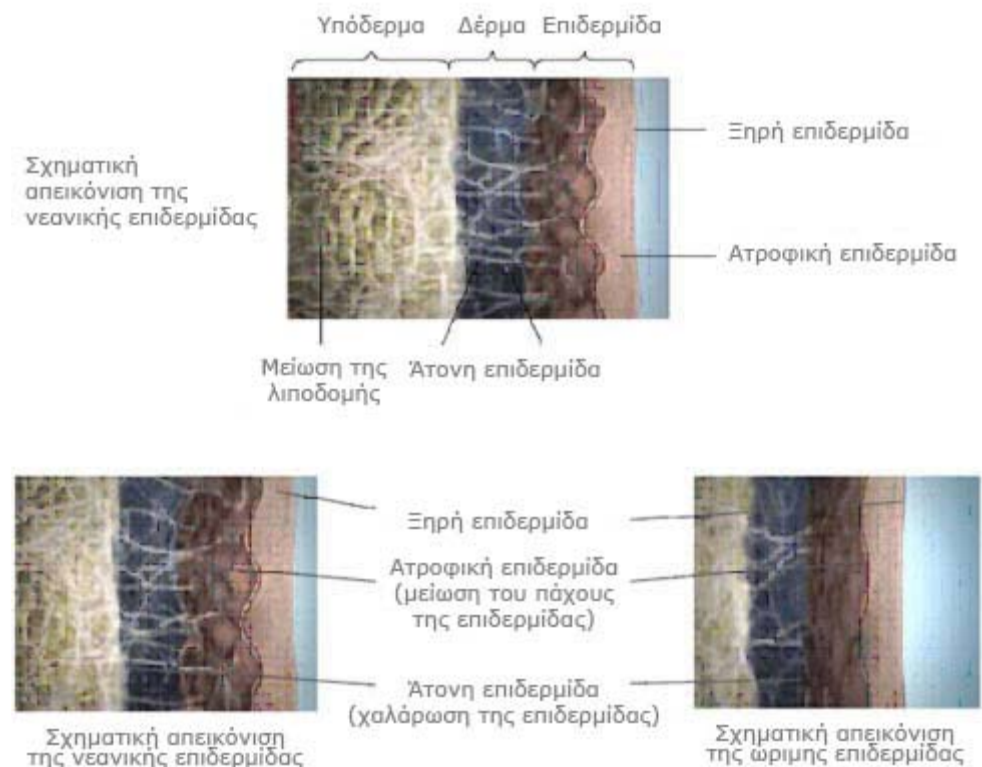 Υπόδερμα Δέρμα Επιδερμίδα
Ξηρή επιδερμίδα
Σχηματική
απεικόνιση της
νεανικής επιδερμίδας
Ατροφική επιδερμίδα
Μείωση της
λιποδομής
Άτονη επιδερμίδα
Ξηρή επιδερμίδα
Ατροφική επιδερμίδα
(μείωση του πάχους
της επιδερμίδας)
Άτονη επιδερμίδα
(χαλάρωση της επιδερμίδας)
Σχηματική απεικόνιση
της νεανικής επιδερμίδας
Σχηματική απεικόνιση
της ώριμης επιδερμίδας